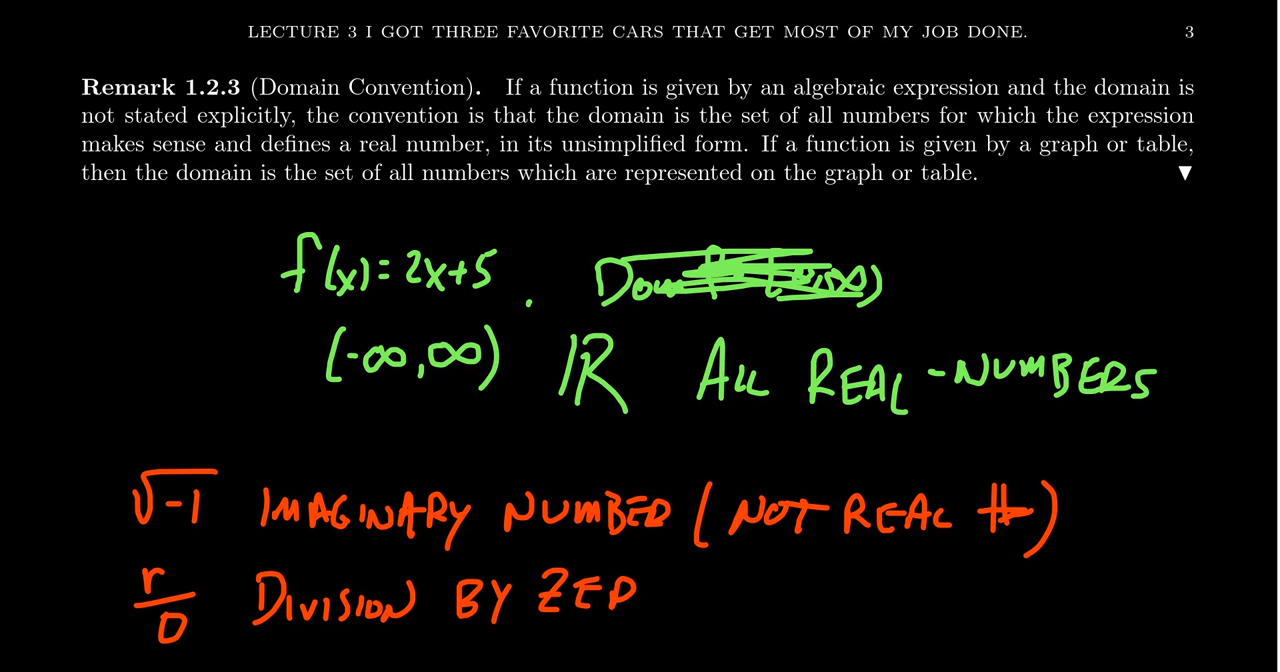 LECTURE 3 I GOT THREE FAVORITE CARS THAT GET MOST OF MY JOB DONE. 3
Remark 1.2.3 (Domain Convention). If a function is given by an algebraic expression and the domain is
not stated explicitly, the convention is that the domain is the set of all numbers for which the expression
makes sense and defines a real number, in its unsimplified form. If a function is given by a graph or table,
then the domain is the set of all numbers which are represented on the graph or table. ▼
f(x)=2x+5.
(-∞,∞) ℝ ALL REAL-NUMBERS
√-1 IMAGINARY NUMBER (NOT REAL #)
r/0 DIVISION BY